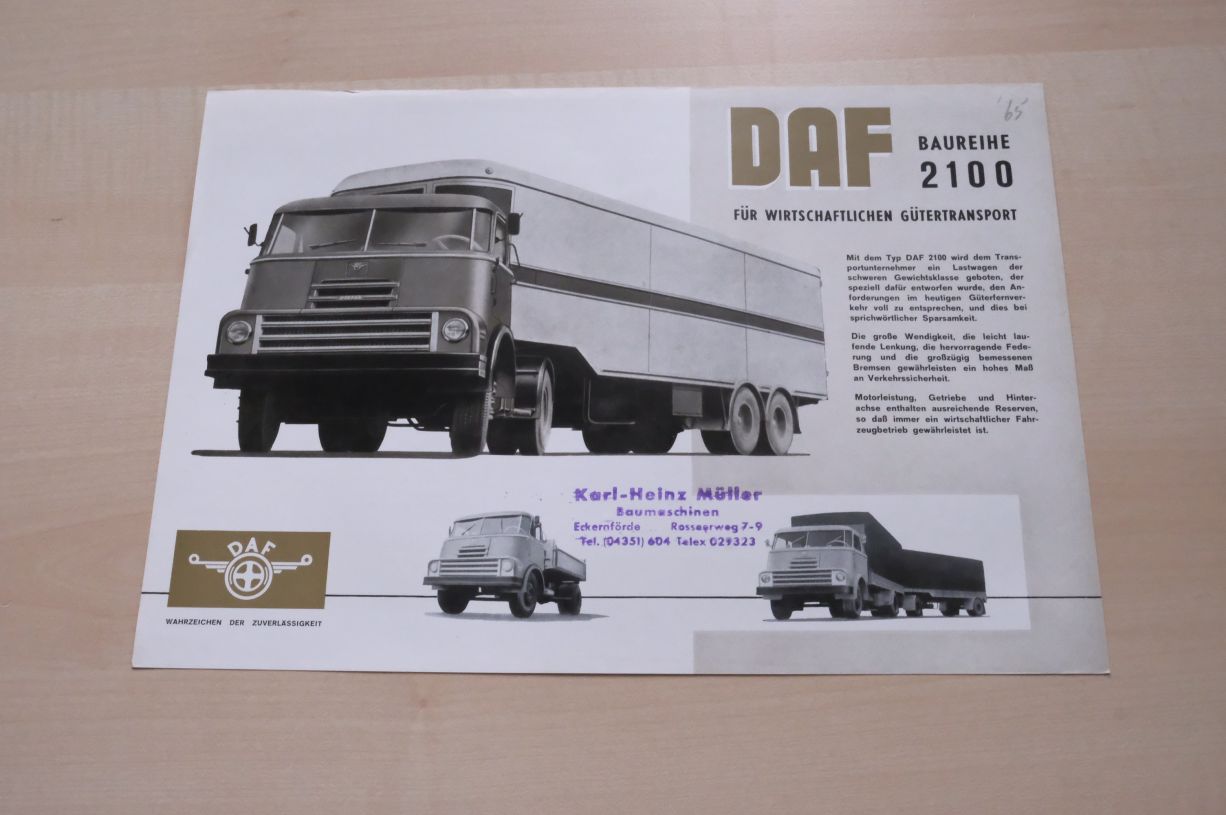 '65
DAF
BAUREIHE
2100
FÜR WIRTSCHAFTLICHEN GÜTERTRANSPORT
Mit dem Typ DAF 2100 wird dem Trans-
portunternehmer ein Lastwagen der
schweren Gewichtsklasse geboten, der
speziell dafür entworfen wurde, den An-
forderungen im heutigen Güterfernver-
kehr voll zu entsprechen, und dies bei
sprichwörtlicher Sparsamkeit.
Die große Wendigkeit, die leicht lau-
fende Lenkung, die hervorragende Fede-
rung und die großzügig bemessenen
Bremsen gewährleisten ein hohes Maß
an Verkehrssicherheit.
Motorleistung, Getriebe und Hinter-
achse enthalten ausreichende Reserven,
so daß immer ein wirtschaftlicher Fahr-
zeugbetrieb gewährleistet ist.
Karl-Heinz Müller
Baumaschinen
Eckernförde Rosseerweg 7-9
Tel. (04351) 604 Telex 029323
DAF
WAHRZEICHEN DER ZUVERLÄSSIGKEIT